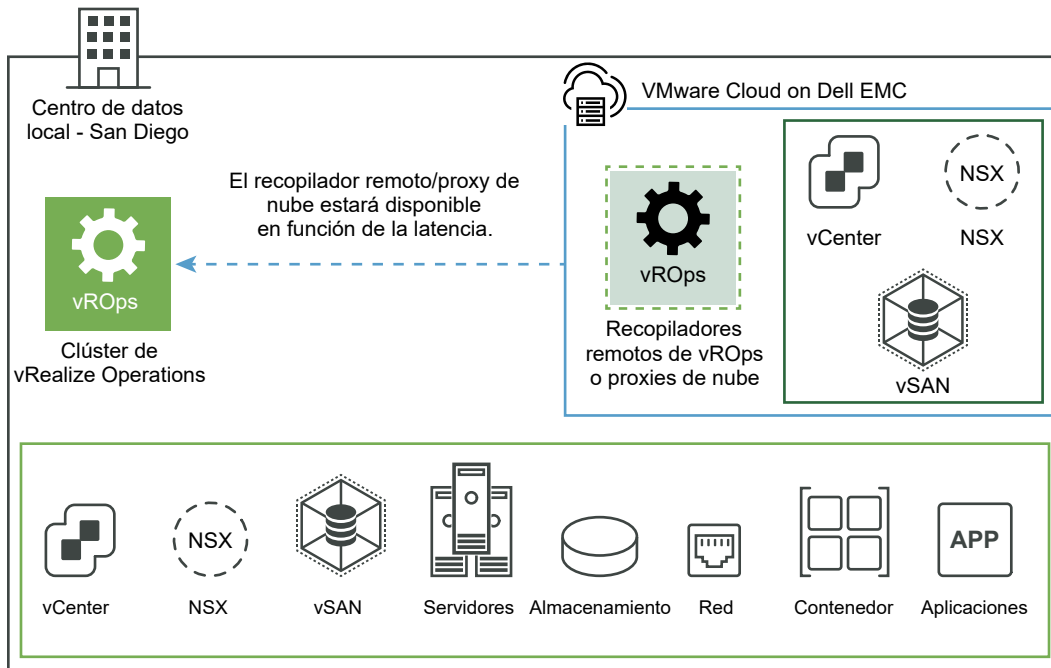 Centro de datos
local - San Diego
VMware Cloud on Dell EMC
El recopilador remoto/proxy de
nube estará disponible
en función de la latencia.
vROps
Clúster de
vRealize Operations
vROps
Recopiladores
remotos de vROps
o proxies de nube
vCenter
NSX
NSX
vSAN
vCenter
NSX
NSX
vSAN
Servidores
Almacenamiento
Red
Contenedor
APP
Aplicaciones